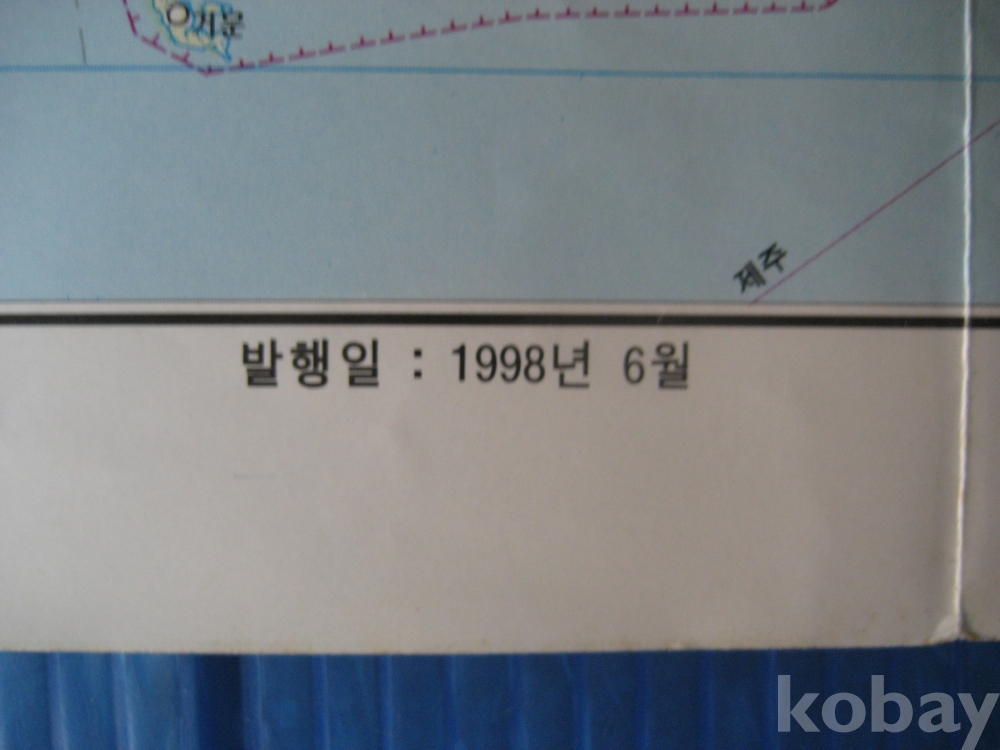 거문
제주
발행일 : 1998년 6월
kobay